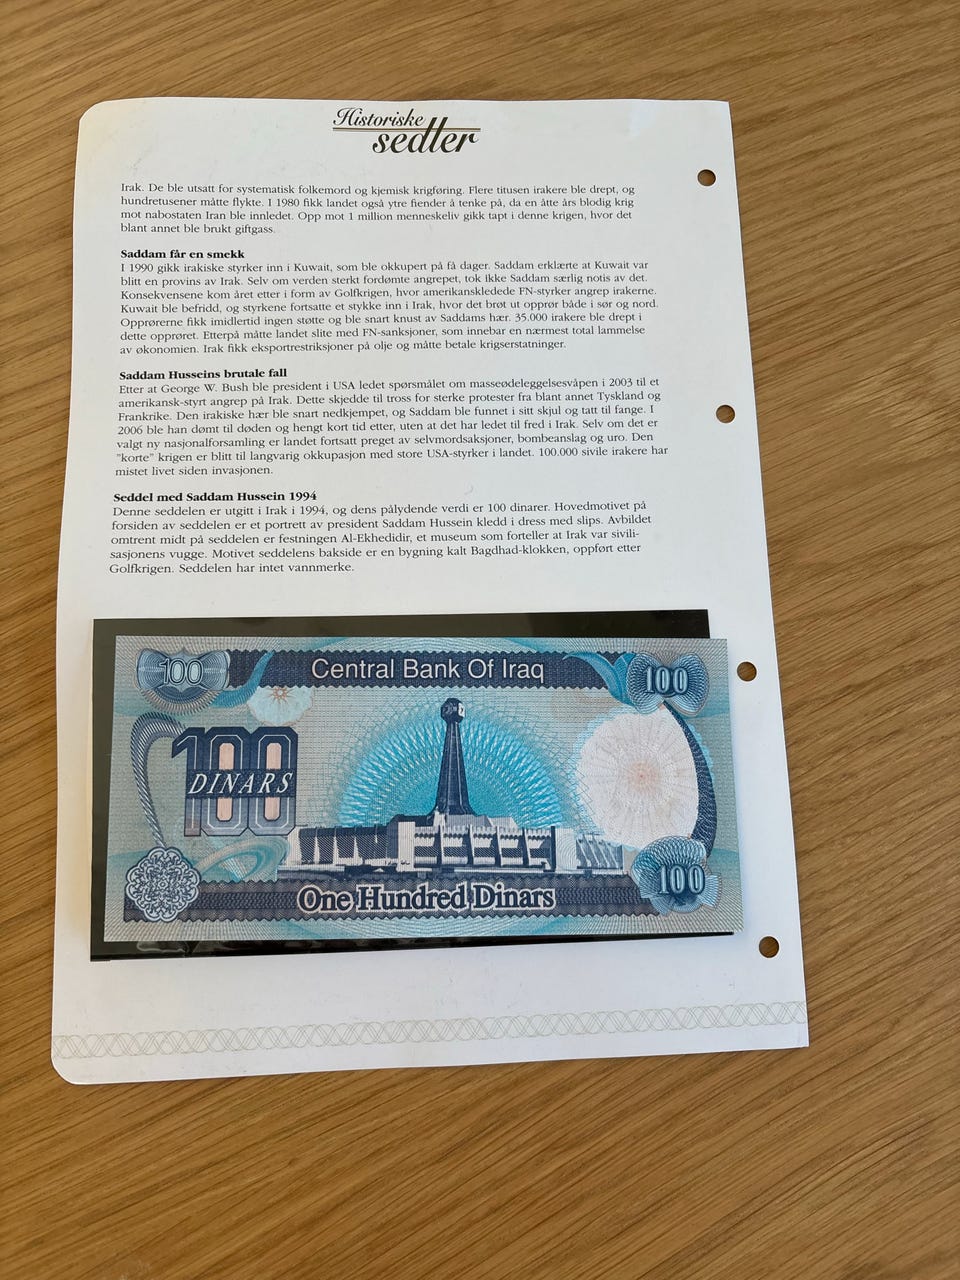 Historiske
sedler
Irak. De ble utsatt for systematisk folkemord og kjemisk krigføring. Flere titusen irakere ble drept, og
hundretusener måtte flykte. I 1980 fikk landet også ytre fiender å tenke på, da en åtte års blodig krig
mot nabostaten Iran ble innledet. Opp mot 1 million menneskeliv gikk tapt i denne krigen, hvor det
blant annet ble brukt giftgass.
Saddam får en smekk
I 1990 gikk irakiske styrker inn i Kuwait, som ble okkupert på få dager. Saddam erklærte at Kuwait var
blitt en provins av Irak. Selv om verden sterkt fordømte angrepet, tok ikke Saddam særlig notis av det.
Konsekvensene kom året etter i form av Golfkrigen, hvor amerikanskledede FN-styrker angrep irakerne.
Kuwait ble befridd, og styrkene fortsatte et stykke inn i Irak, hvor det brøt ut opprør både i sør og nord.
Opprørerne fikk imidlertid ingen støtte og ble snart knust av Saddams hær. 35.000 irakere ble drept i
dette opprøret. Etterpå måtte landet slite med FN-sanksjoner, som innebar en nærmest total lammelse
av økonomien. Irak fikk eksportrestriksjoner på olje og måtte betale krigserstatninger.
Saddam Husseins brutale fall
Etter at George W. Bush ble president i USA ledet spørsmålet om masseødeleggelsesvåpen i 2003 til et
amerikansk-styrt angrep på Irak. Dette skjedde til tross for sterke protester fra blant annet Tyskland og
Frankrike. Den irakiske hær ble snart nedkjempet, og Saddam ble funnet i sitt skjul og tatt til fange. I
2006 ble han dømt til døden og hengt kort tid etter, uten at det har ledet til fred i Irak. Selv om det er
valgt ny nasjonalforsamling er landet fortsatt preget av selvmordsaksjoner, bombeanslag og uro. Den
"korte" krigen er blitt til langvarig okkupasjon med store USA-styrker i landet. 100.000 sivile irakere har
mistet livet siden invasjonen.
Seddel med Saddam Hussein 1994
Denne seddelen er utgitt i Irak i 1994, og dens pålydende verdi er 100 dinarer. Hovedmotivet på
forsiden av seddelen er et portrett av president Saddam Hussein kledd i dress med slips. Avbildet
omtrent midt på seddelen er festningen Al-Ekhedidir, et museum som forteller at Irak var sivili-
sasjonens vugge. Motivet seddelens bakside er en bygning kalt Bagdhad-klokken, oppført etter
Golfkrigen. Seddelen har intet vannmerke.
100
Central Bank Of Iraq
100
100
DINARS
100
One Hundred Dinars